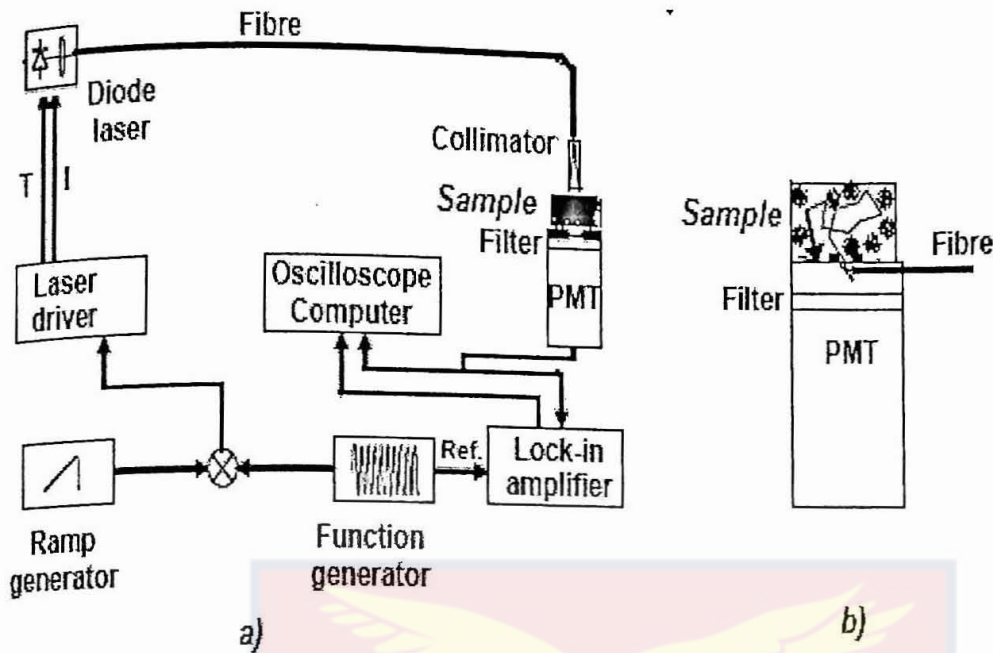 Fibre
Diode
laser
Collimator
T
I
Sample
Filter
PMT
Laser
driver
Oscilloscope
Computer
Ref.
Lock-in
amplifier
Ramp
generator
Function
generator
a)
Sample
Fibre
Filter
PMT
b)